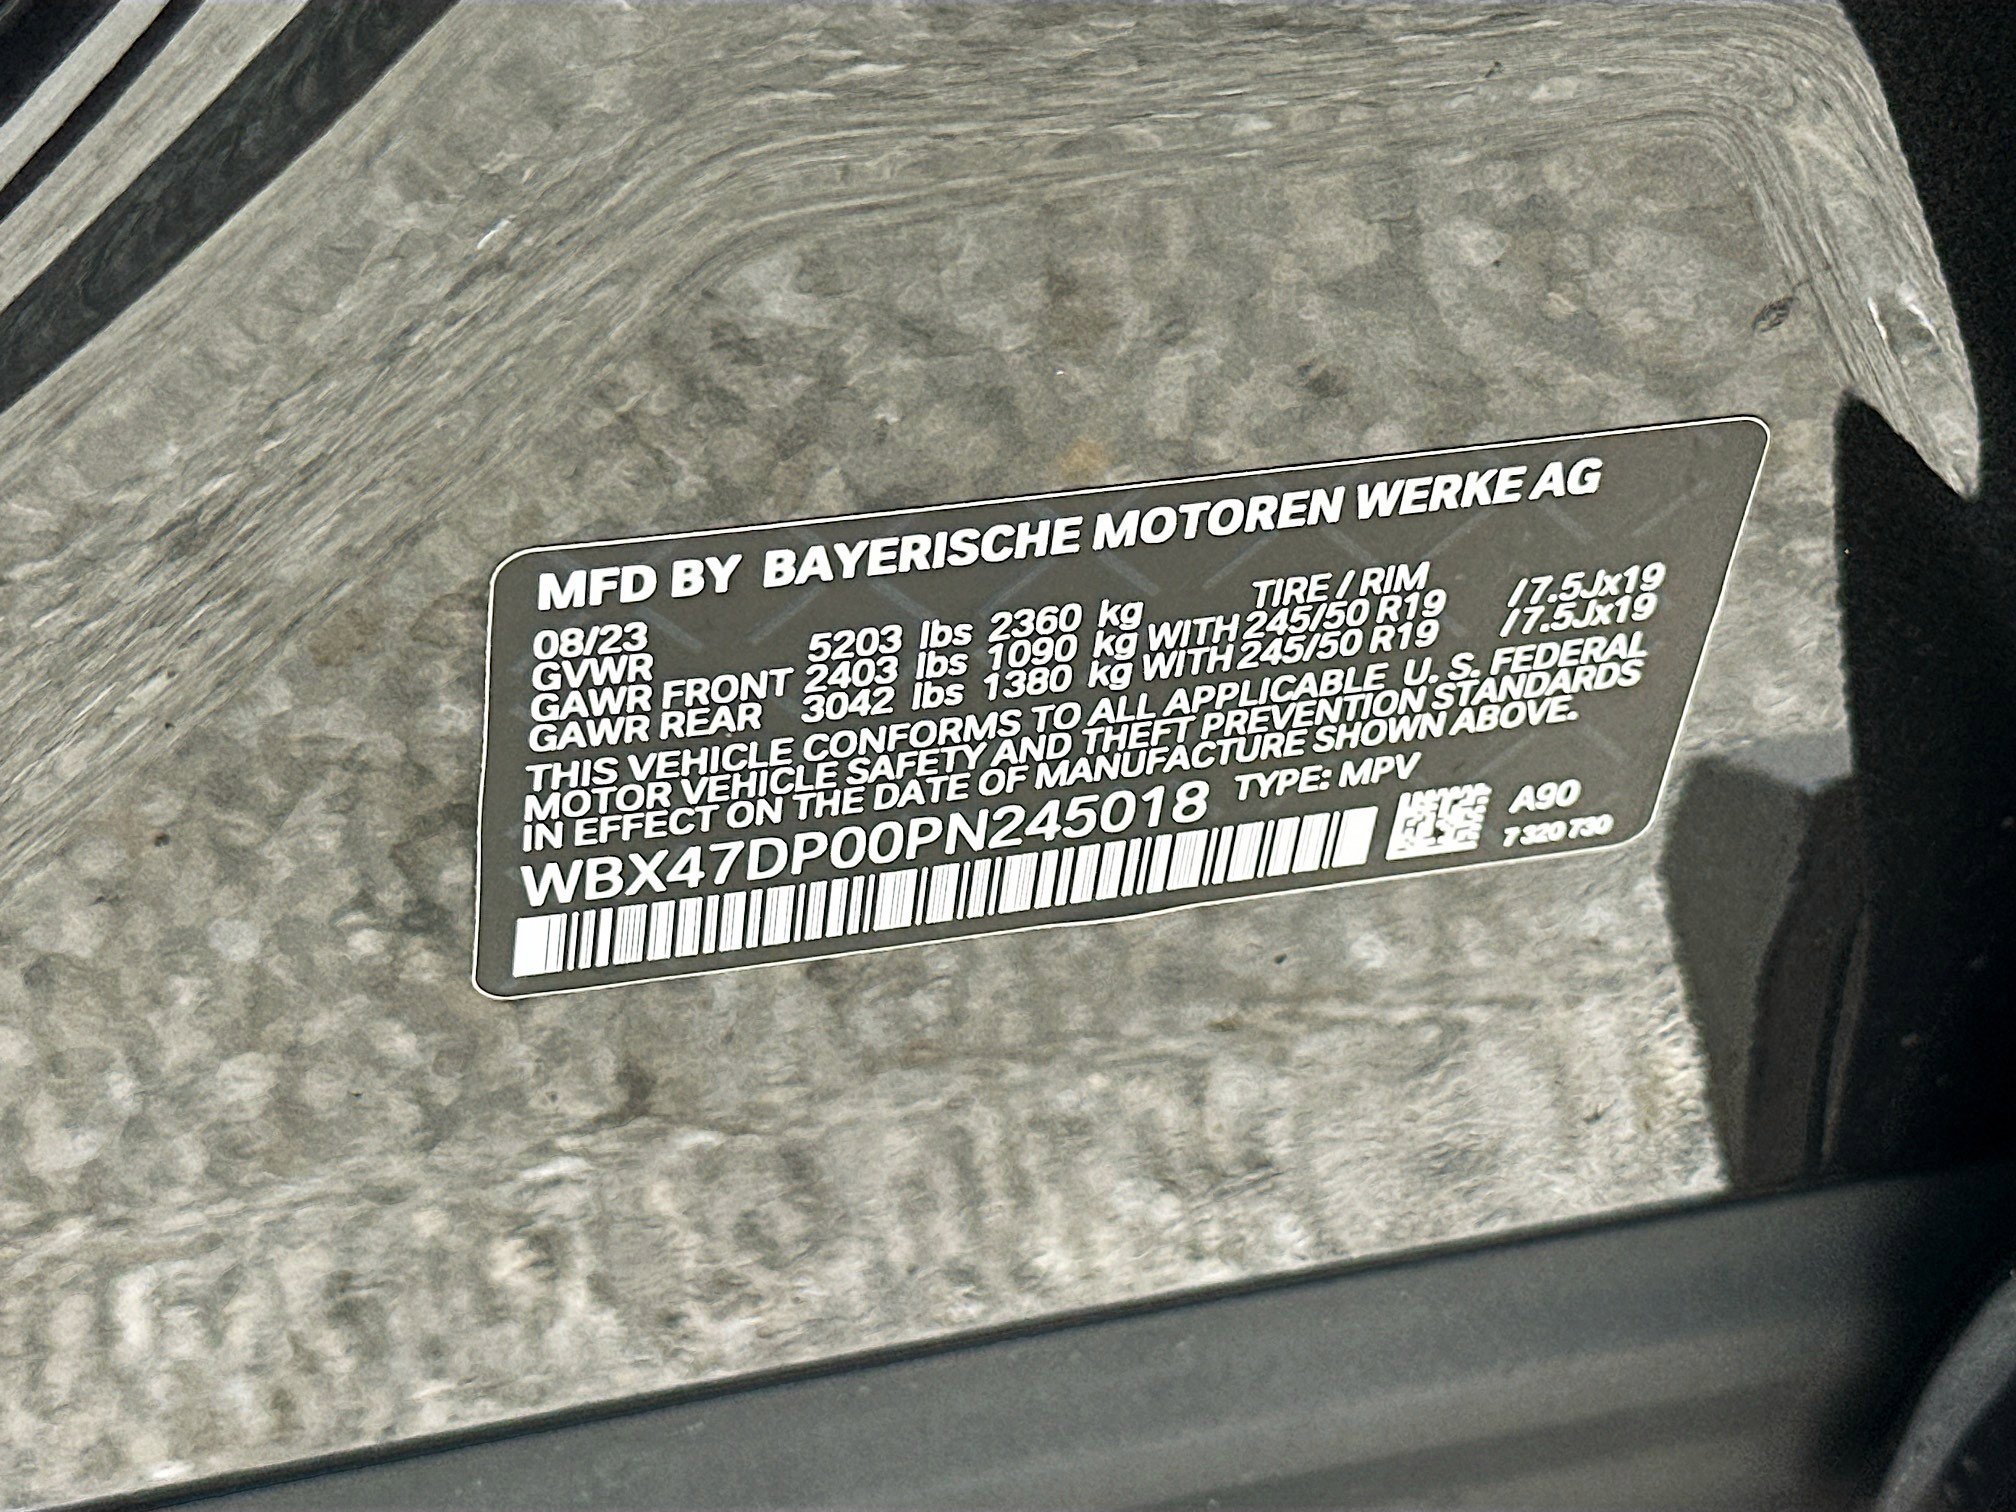 MFD BY BAYERISCHE MOTOREN WERKE AG
08/23 TIRE / RIM
GVWR 5203 lbs 2360 kg
GAWR FRONT 2403 lbs 1090 kg WITH 245/50 R19 /7.5Jx19
GAWR REAR 3042 lbs 1380 kg WITH 245/50 R19 /7.5Jx19
THIS VEHICLE CONFORMS TO ALL APPLICABLE U. S. FEDERAL
MOTOR VEHICLE SAFETY AND THEFT PREVENTION STANDARDS
IN EFFECT ON THE DATE OF MANUFACTURE SHOWN ABOVE.
WBX47DP00PN245018 TYPE: MPV
A90
7 320 730